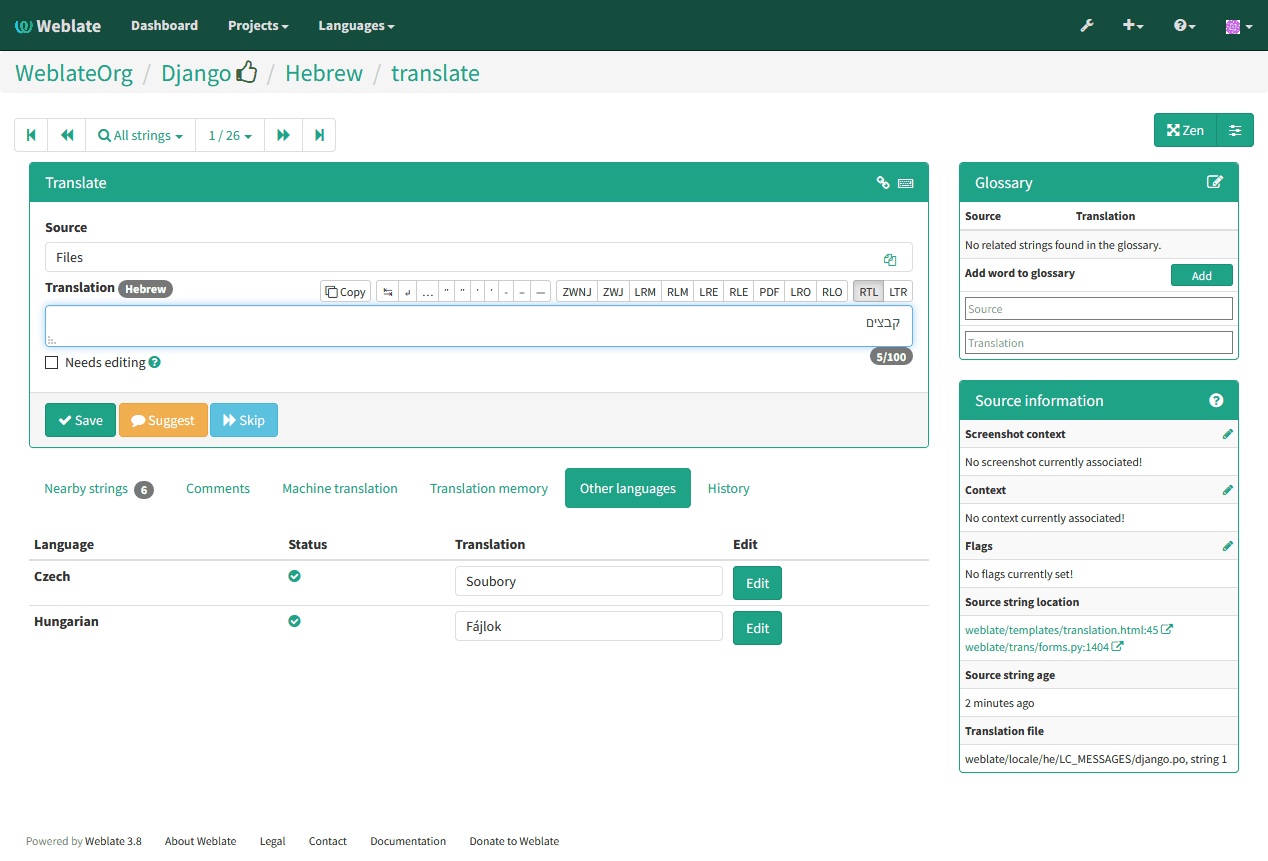 Weblate Dashboard Projects Languages
WeblateOrg / Django / Hebrew / translate
All strings 1 / 26 Zen
Translate
Source
Files
Translation Hebrew Copy ↹ ↲ … ” ” ’ ’ - – — ZWNJ ZWJ LRM RLM LRE RLE PDF LRO RLO RTL LTR
קבצים
Needs editing 5/100
Save Suggest Skip
Nearby strings 6 Comments Machine translation Translation memory Other languages History
Language Status Translation Edit
Czech Soubory Edit
Hungarian Fájlok Edit
Glossary
Source Translation
No related strings found in the glossary.
Add word to glossary Add
Source
Translation
Source information
Screenshot context
No screenshot currently associated!
Context
No context currently associated!
Flags
No flags currently set!
Source string location
weblate/templates/translation.html:45
weblate/trans/forms.py:1404
Source string age
2 minutes ago
Translation file
weblate/locale/he/LC_MESSAGES/django.po, string 1
Powered by Weblate 3.8 About Weblate Legal Contact Documentation Donate to Weblate